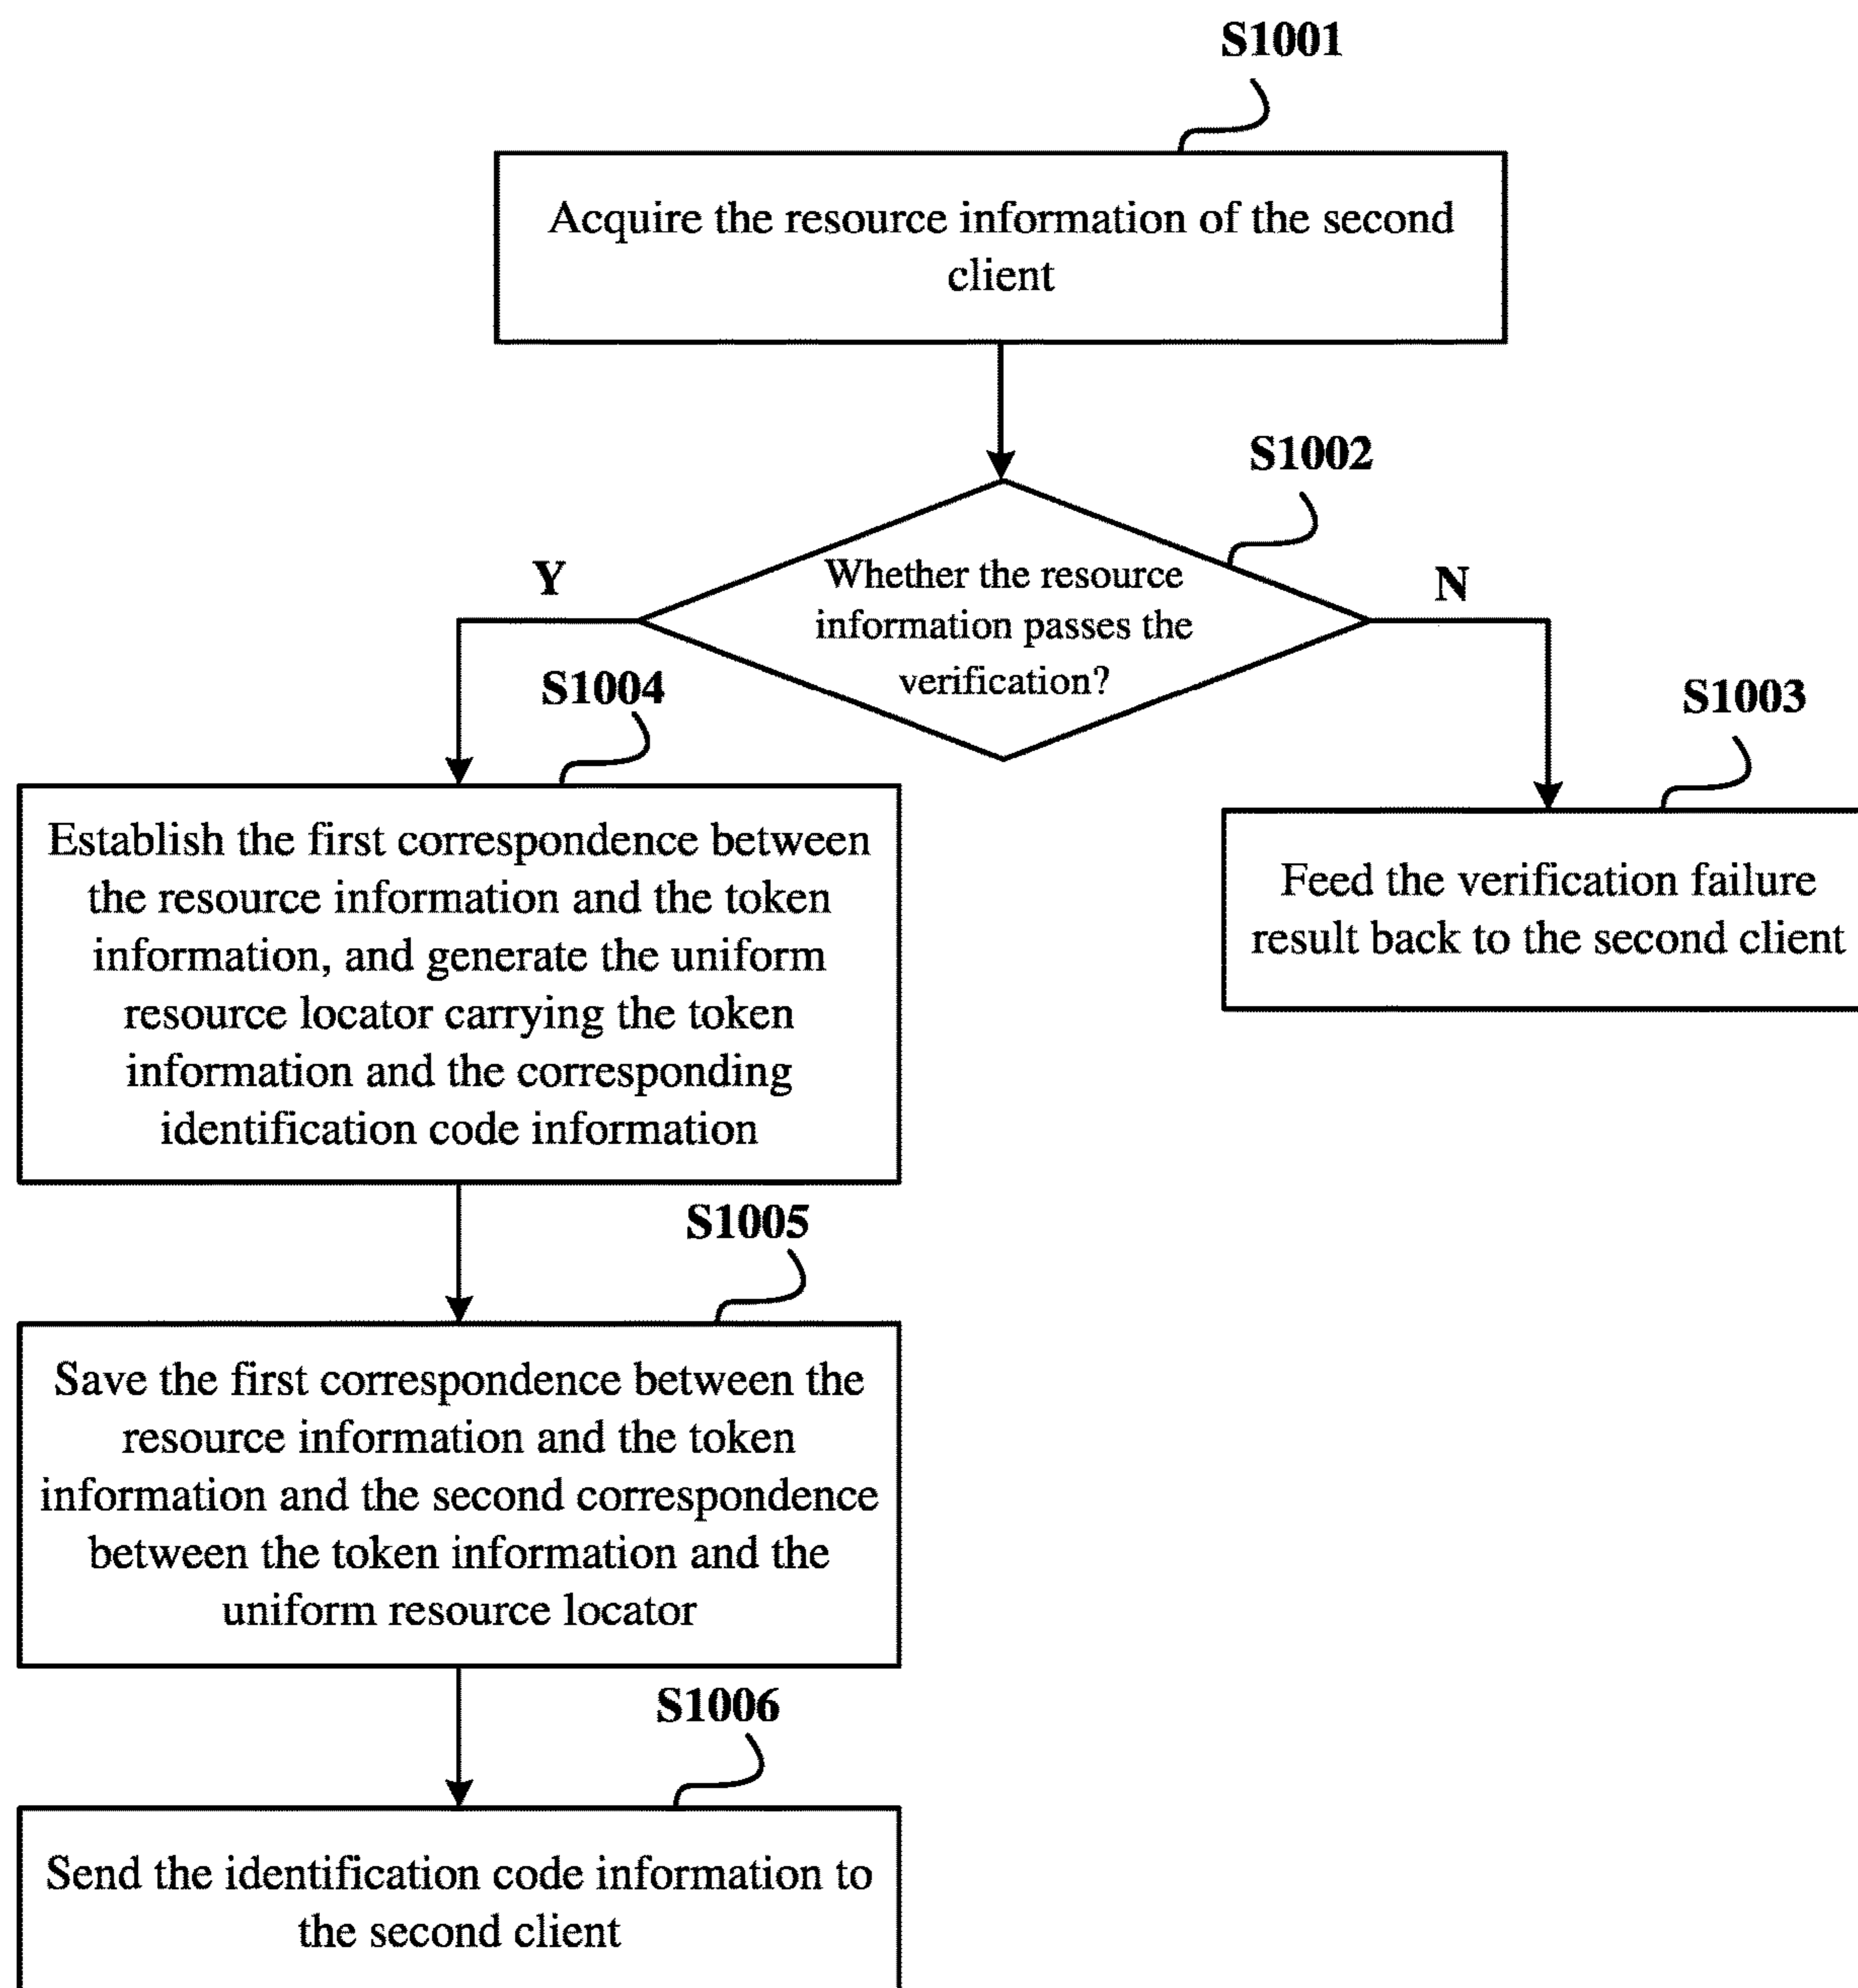 S1001
Acquire the resource information of the second
client
S1002
Whether the resource
information passes the
verification?
Y
N
S1004
S1003
Establish the first correspondence between
the resource information and the token
information, and generate the uniform
resource locator carrying the token
information and the corresponding
identification code information
Feed the verification failure
result back to the second client
S1005
Save the first correspondence between the
resource information and the token
information and the second correspondence
between the token information and the
uniform resource locator
S1006
Send the identification code information to
the second client